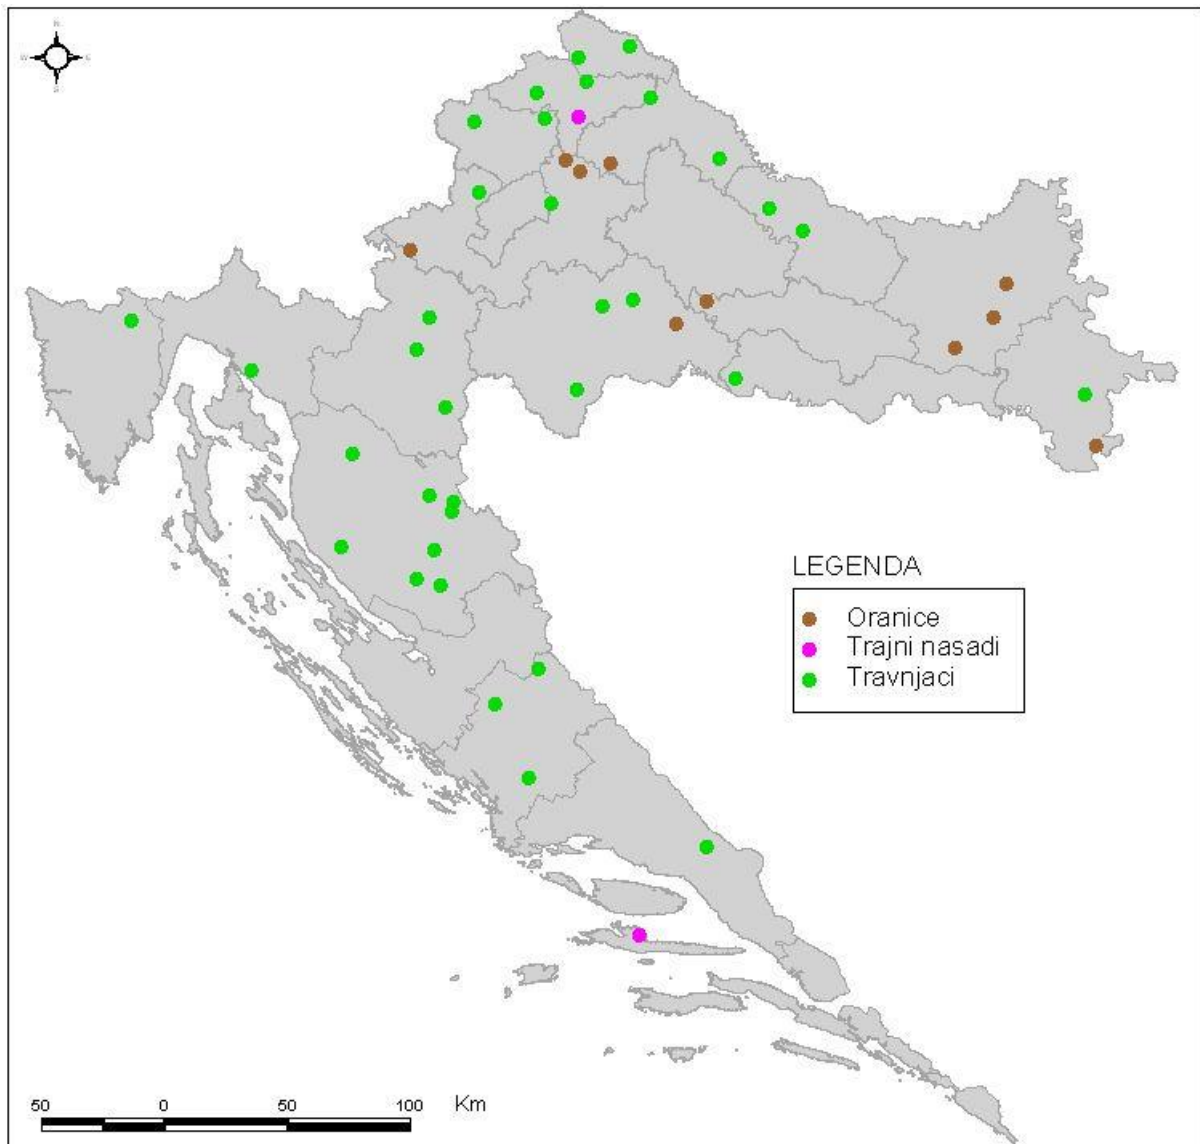 N
W
E
S
LEGENDA
Oranice
Trajni nasadi
Travnjaci
50 0 50 100 Km